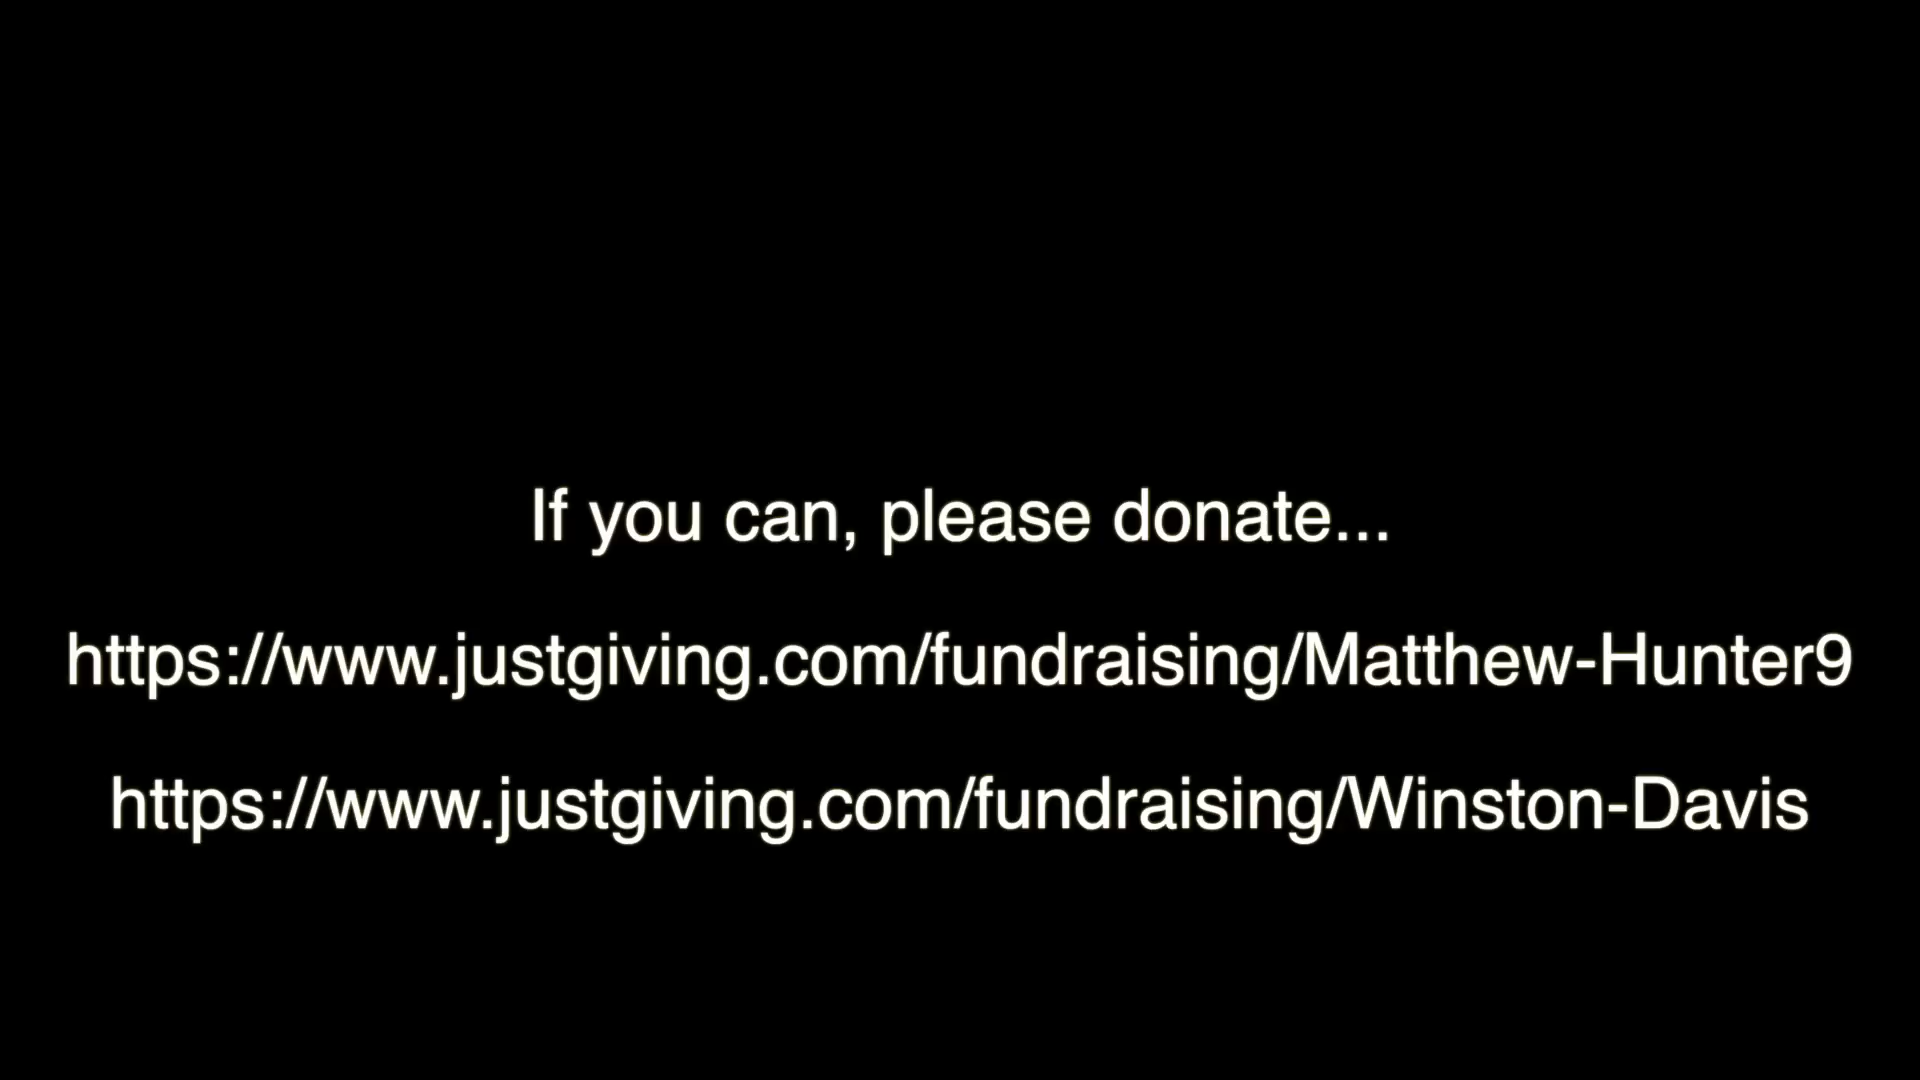 If you can, please donate...
https://www.justgiving.com/fundraising/Matthew-Hunter9
https://www.justgiving.com/fundraising/Winston-Davis